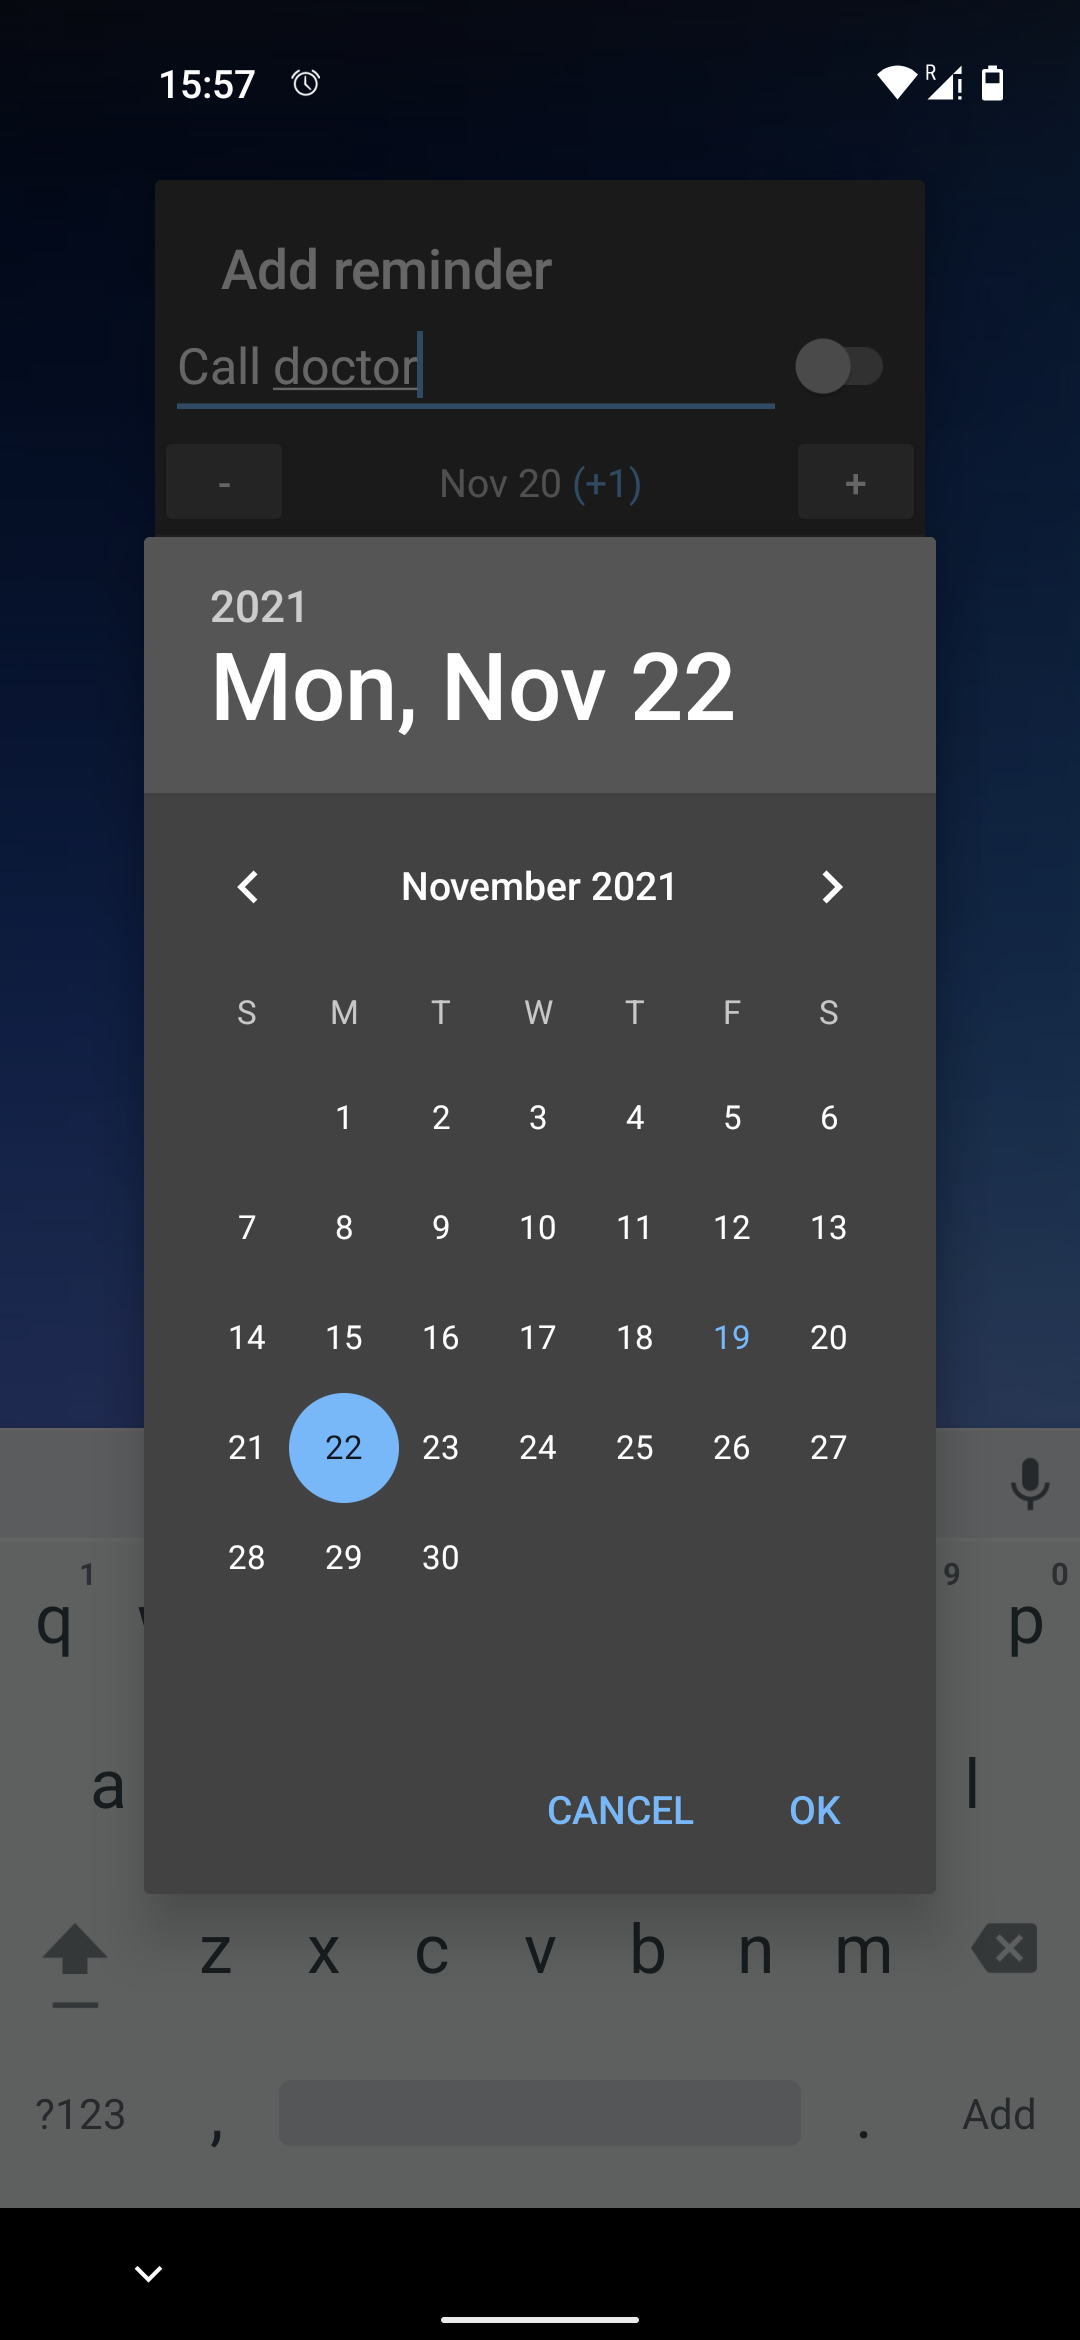 15:57 R
Add reminder
Call doctor
- Nov 20 (+1) +
2021
Mon, Nov 22
November 2021
S M T W T F S
1 2 3 4 5 6
7 8 9 10 11 12 13
14 15 16 17 18 19 20
21 22 23 24 25 26 27
28 29 30
1 9 0
q p
a l
CANCEL OK
z x c v b n m
?123 , . Add